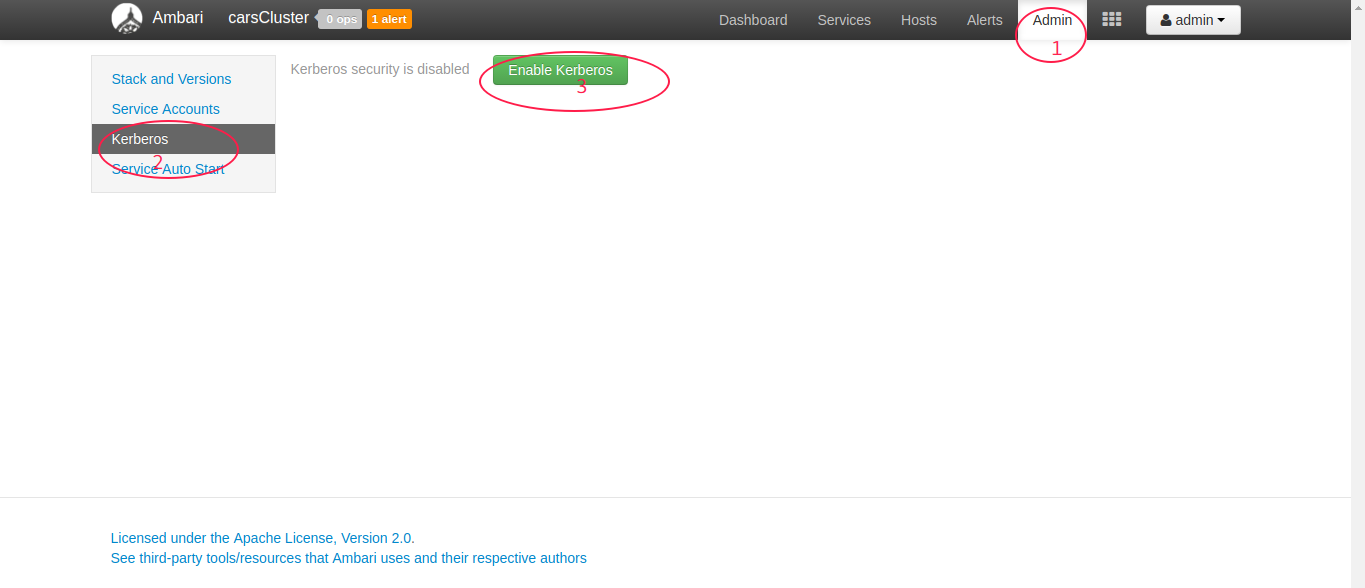 Ambari carsCluster 0 ops 1 alert Dashboard Services Hosts Alerts Admin admin
1
Stack and Versions
Service Accounts
Kerberos
2
Service Auto Start
Kerberos security is disabled Enable Kerberos
3
Licensed under the Apache License, Version 2.0.
See third-party tools/resources that Ambari uses and their respective authors